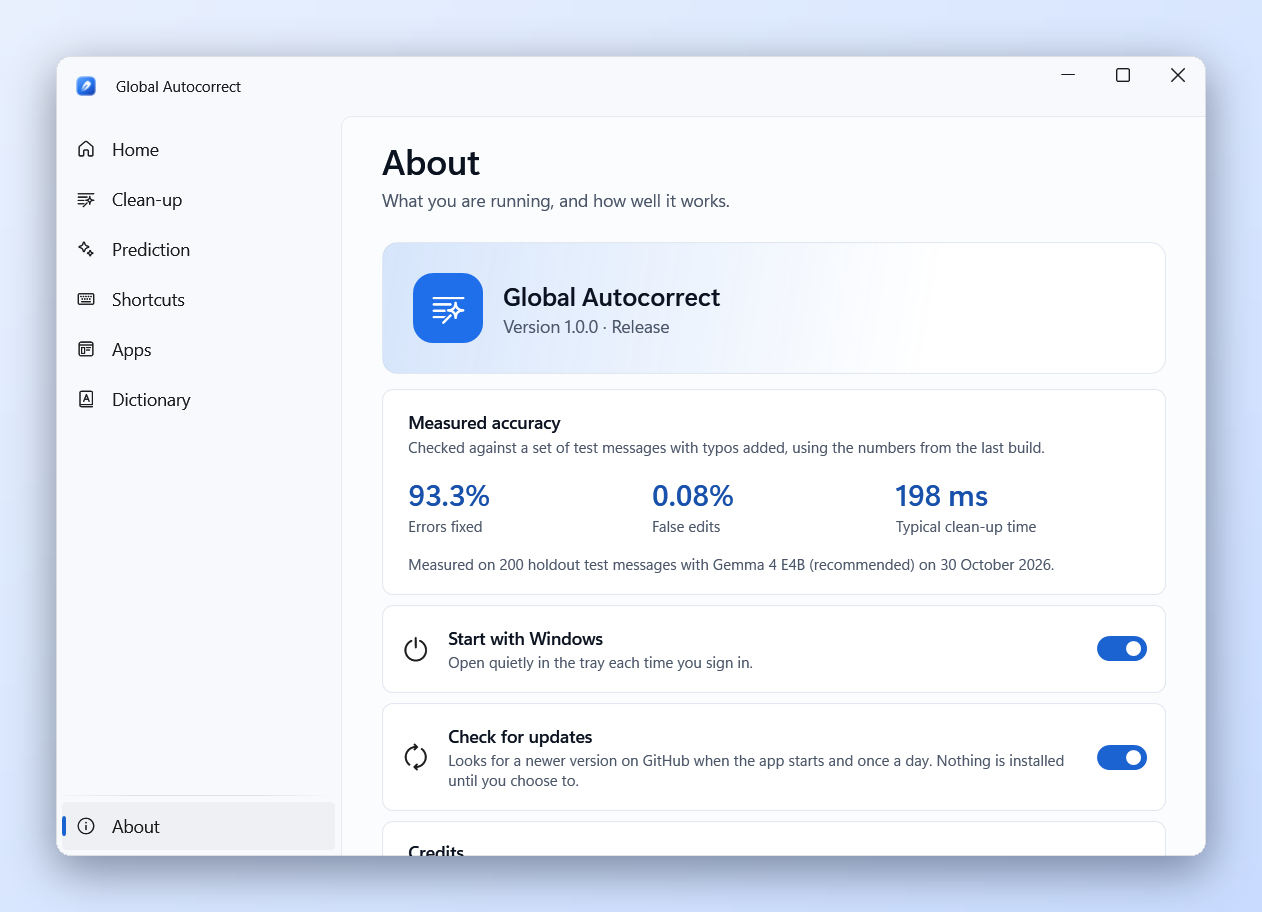 Global Autocorrect
Home
Clean-up
Prediction
Shortcuts
Apps
Dictionary
About
About
What you are running, and how well it works.
Global Autocorrect
Version 1.0.0 · Release
Measured accuracy
Checked against a set of test messages with typos added, using the numbers from the last build.
93.3%
Errors fixed
0.08%
False edits
198 ms
Typical clean-up time
Measured on 200 holdout test messages with Gemma 4 E4B (recommended) on 30 October 2026.
Start with Windows
Open quietly in the tray each time you sign in.
Check for updates
Looks for a newer version on GitHub when the app starts and once a day. Nothing is installed
until you choose to.
Credits